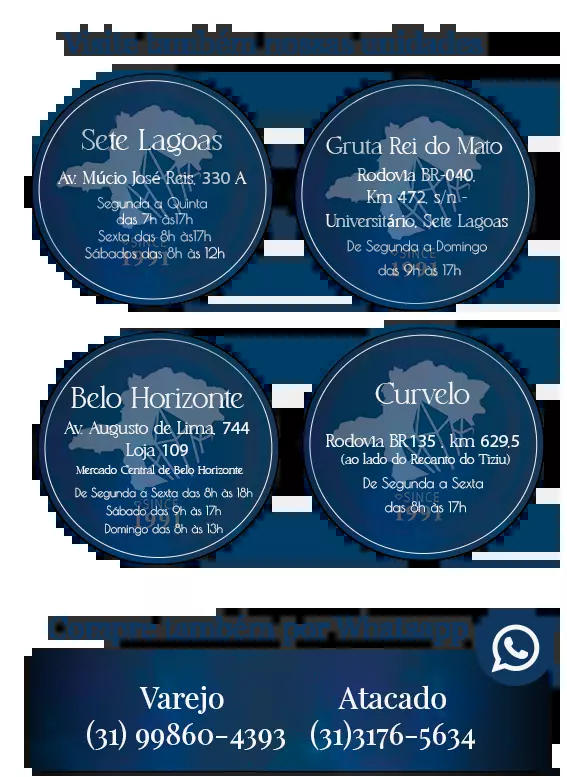 Visite também nossas unidades
Sete Lagoas
Av. Múcio José Reis, 330 A
Segunda a Quinta
das 7h às17h
Sexta das 8h às17h
Sábados das 8h às 12h
SINCE
1991
Gruta Rei do Mato
Rodovia BR-040,
Km 472, s/n -
Universitário, Sete Lagoas
De Segunda a Domingo
das 9h às 17h
SINCE
1991
Belo Horizonte
Av. Augusto de Lima, 744
Loja 109
Mercado Central de Belo Horizonte
De Segunda a Sexta das 8h às 18h
Sábado das 9h às 17h
Domingo das 8h às 13h
SINCE
1991
Curvelo
Rodovia BR135 , km 629,5
(ao lado do Recanto do Tiziu)
De Segunda a Sexta
das 8h às 17h
SINCE
1991
Compre também por whatsapp
Varejo
(31) 99860-4393
Atacado
(31)3176-5634